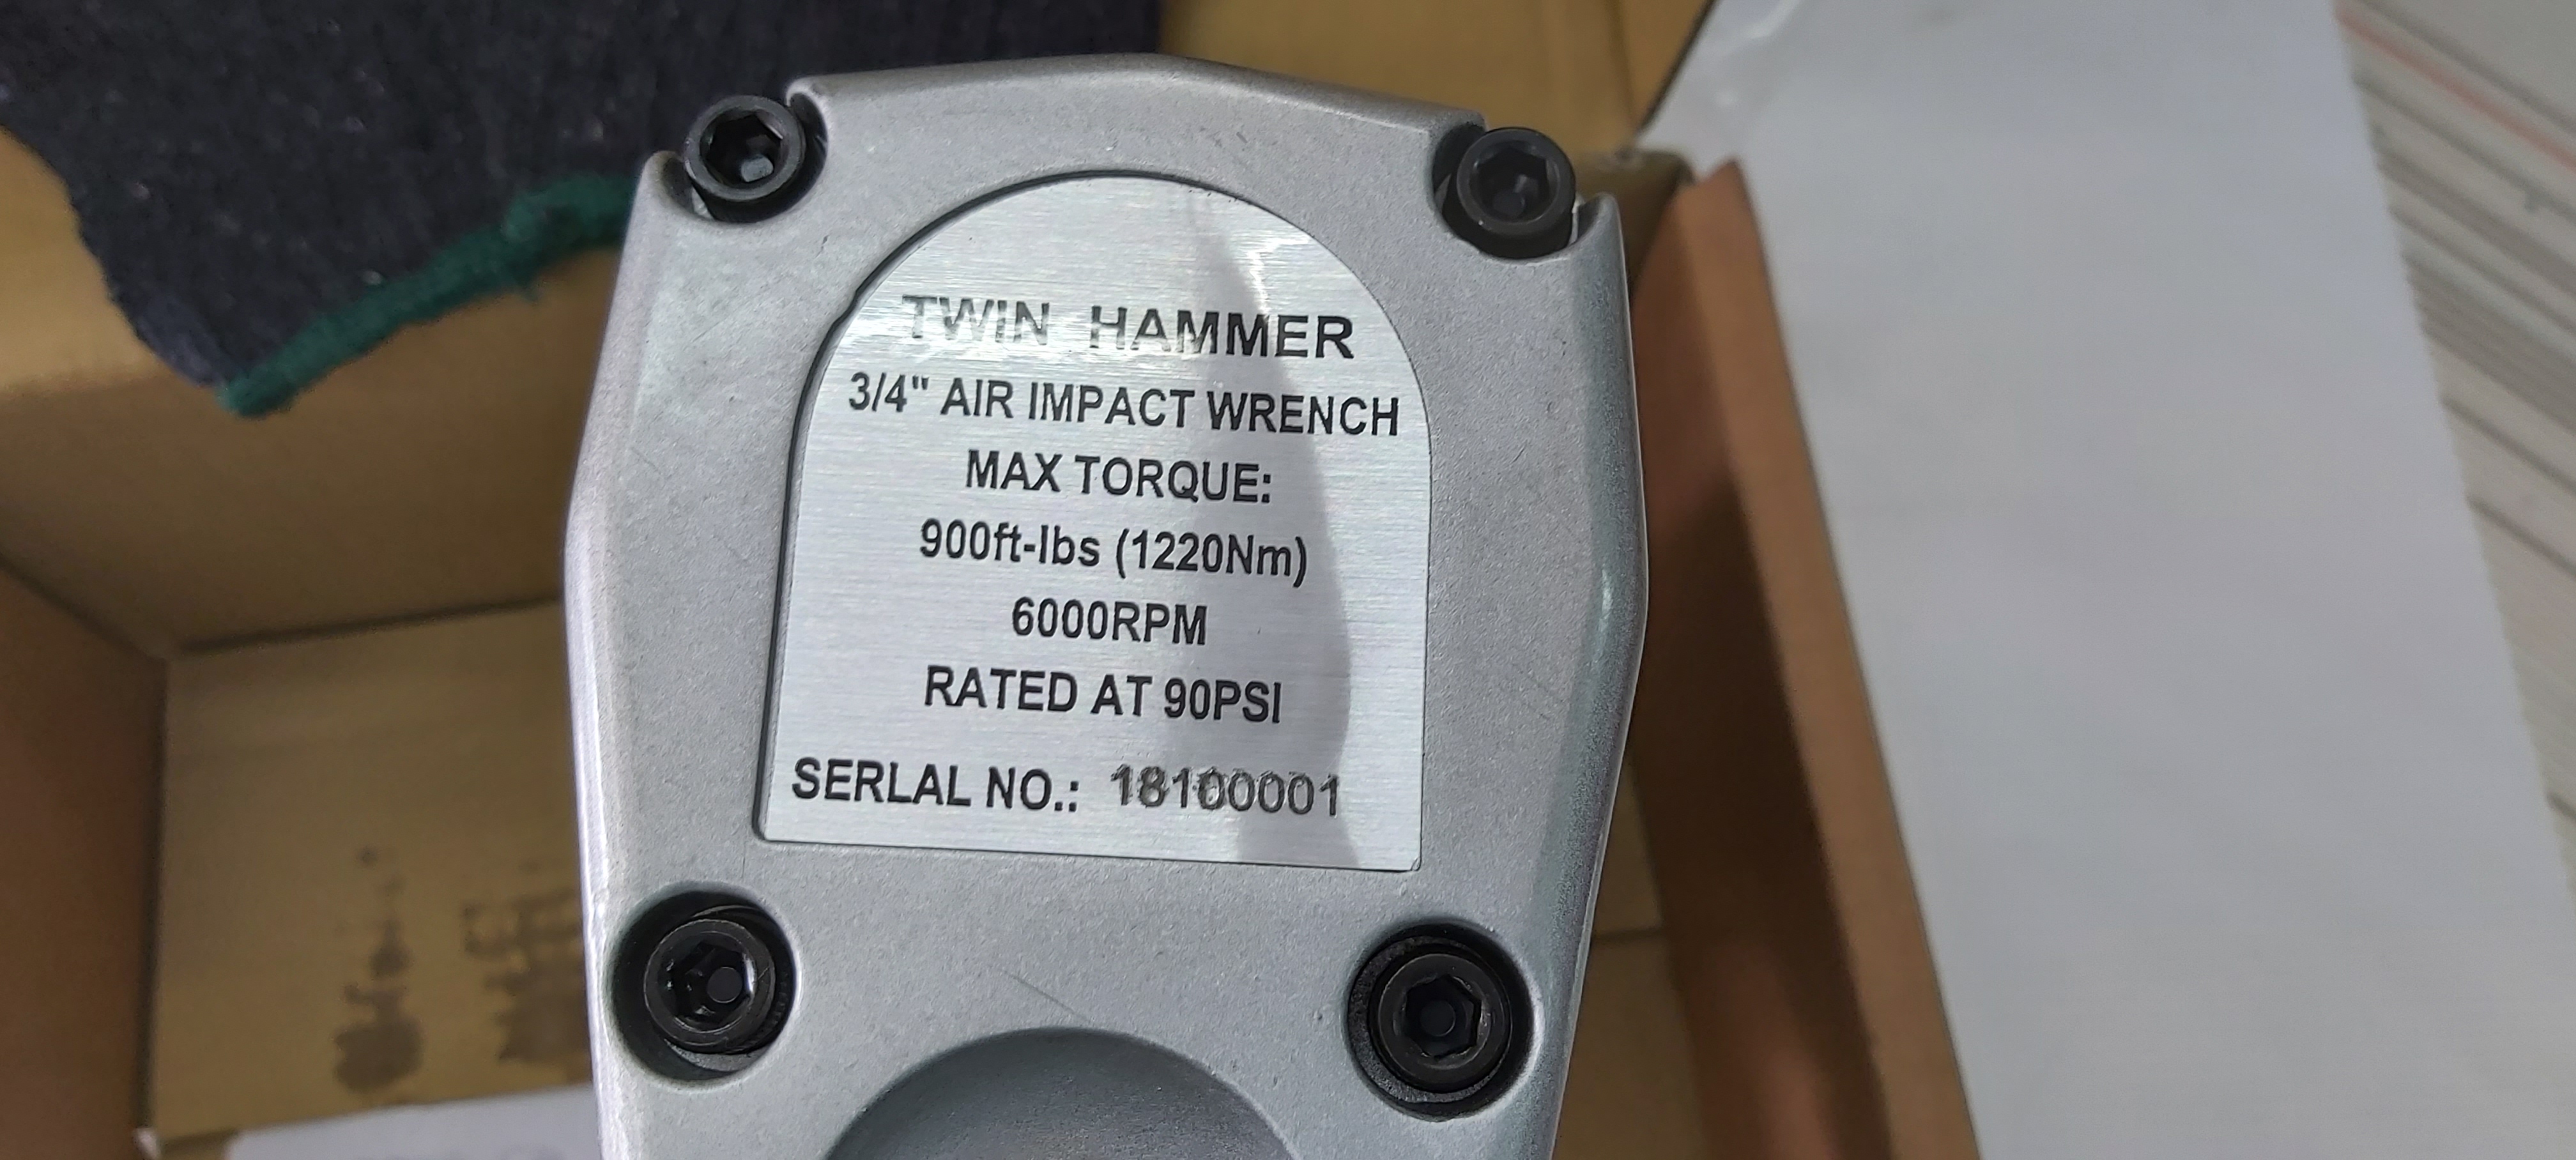 TWIN HAMMER
3/4" AIR IMPACT WRENCH
MAX TORQUE:
900ft-lbs (1220Nm)
6000RPM
RATED AT 90PSI
SERLAL NO.: 18100001